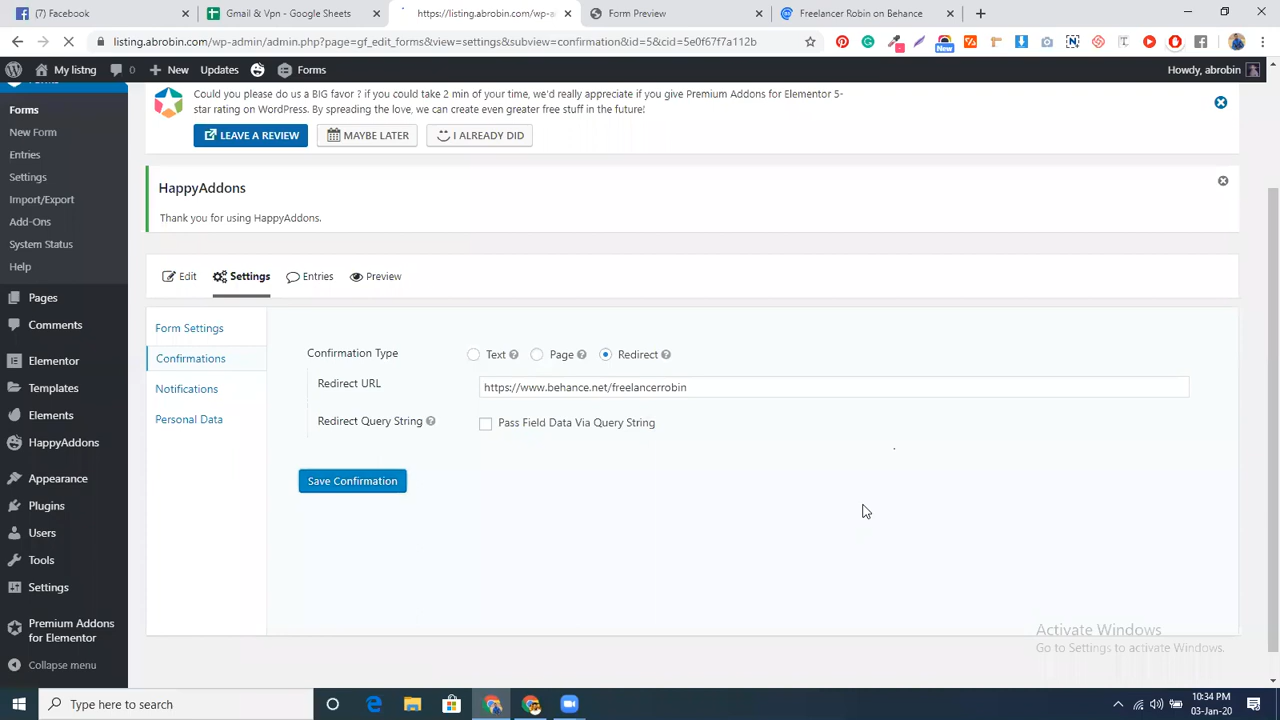 Facebook
Gmail & Vpn - Google Sheets
https://listing.abrobin.com/wp-a
Form Preview
Freelancer Robin on Behance
listing.abrobin.com/wp-admin/admin.php?page=gf_edit_forms&view=settings&subview=confirmation&id=5&cid=5e0f67f7a112b
New
My listng
0
New
Updates
Forms
Howdy, abrobin
Forms
Forms
New Form
Entries
Settings
Import/Export
Add-Ons
System Status
Help
Pages
Comments
Elementor
Templates
Elements
HappyAddons
Appearance
Plugins
Users
Tools
Settings
Premium Addons
for Elementor
Collapse menu
Could you please do us a BIG favor ? if you could take 2 min of your time, we'd really appreciate if you give Premium Addons for Elementor 5-
star rating on WordPress. By spreading the love, we can create even greater free stuff in the future!
LEAVE A REVIEW
MAYBE LATER
I ALREADY DID
HappyAddons
Thank you for using HappyAddons.
Edit
Settings
Entries
Preview
Form Settings
Confirmations
Notifications
Personal Data
Confirmation Type
Text
Page
Redirect
Redirect URL
https://www.behance.net/freelancerrobin
Redirect Query String
Pass Field Data Via Query String
Save Confirmation
Activate Windows
Go to Settings to activate Windows.
Type here to search
10:34 PM
03-Jan-20